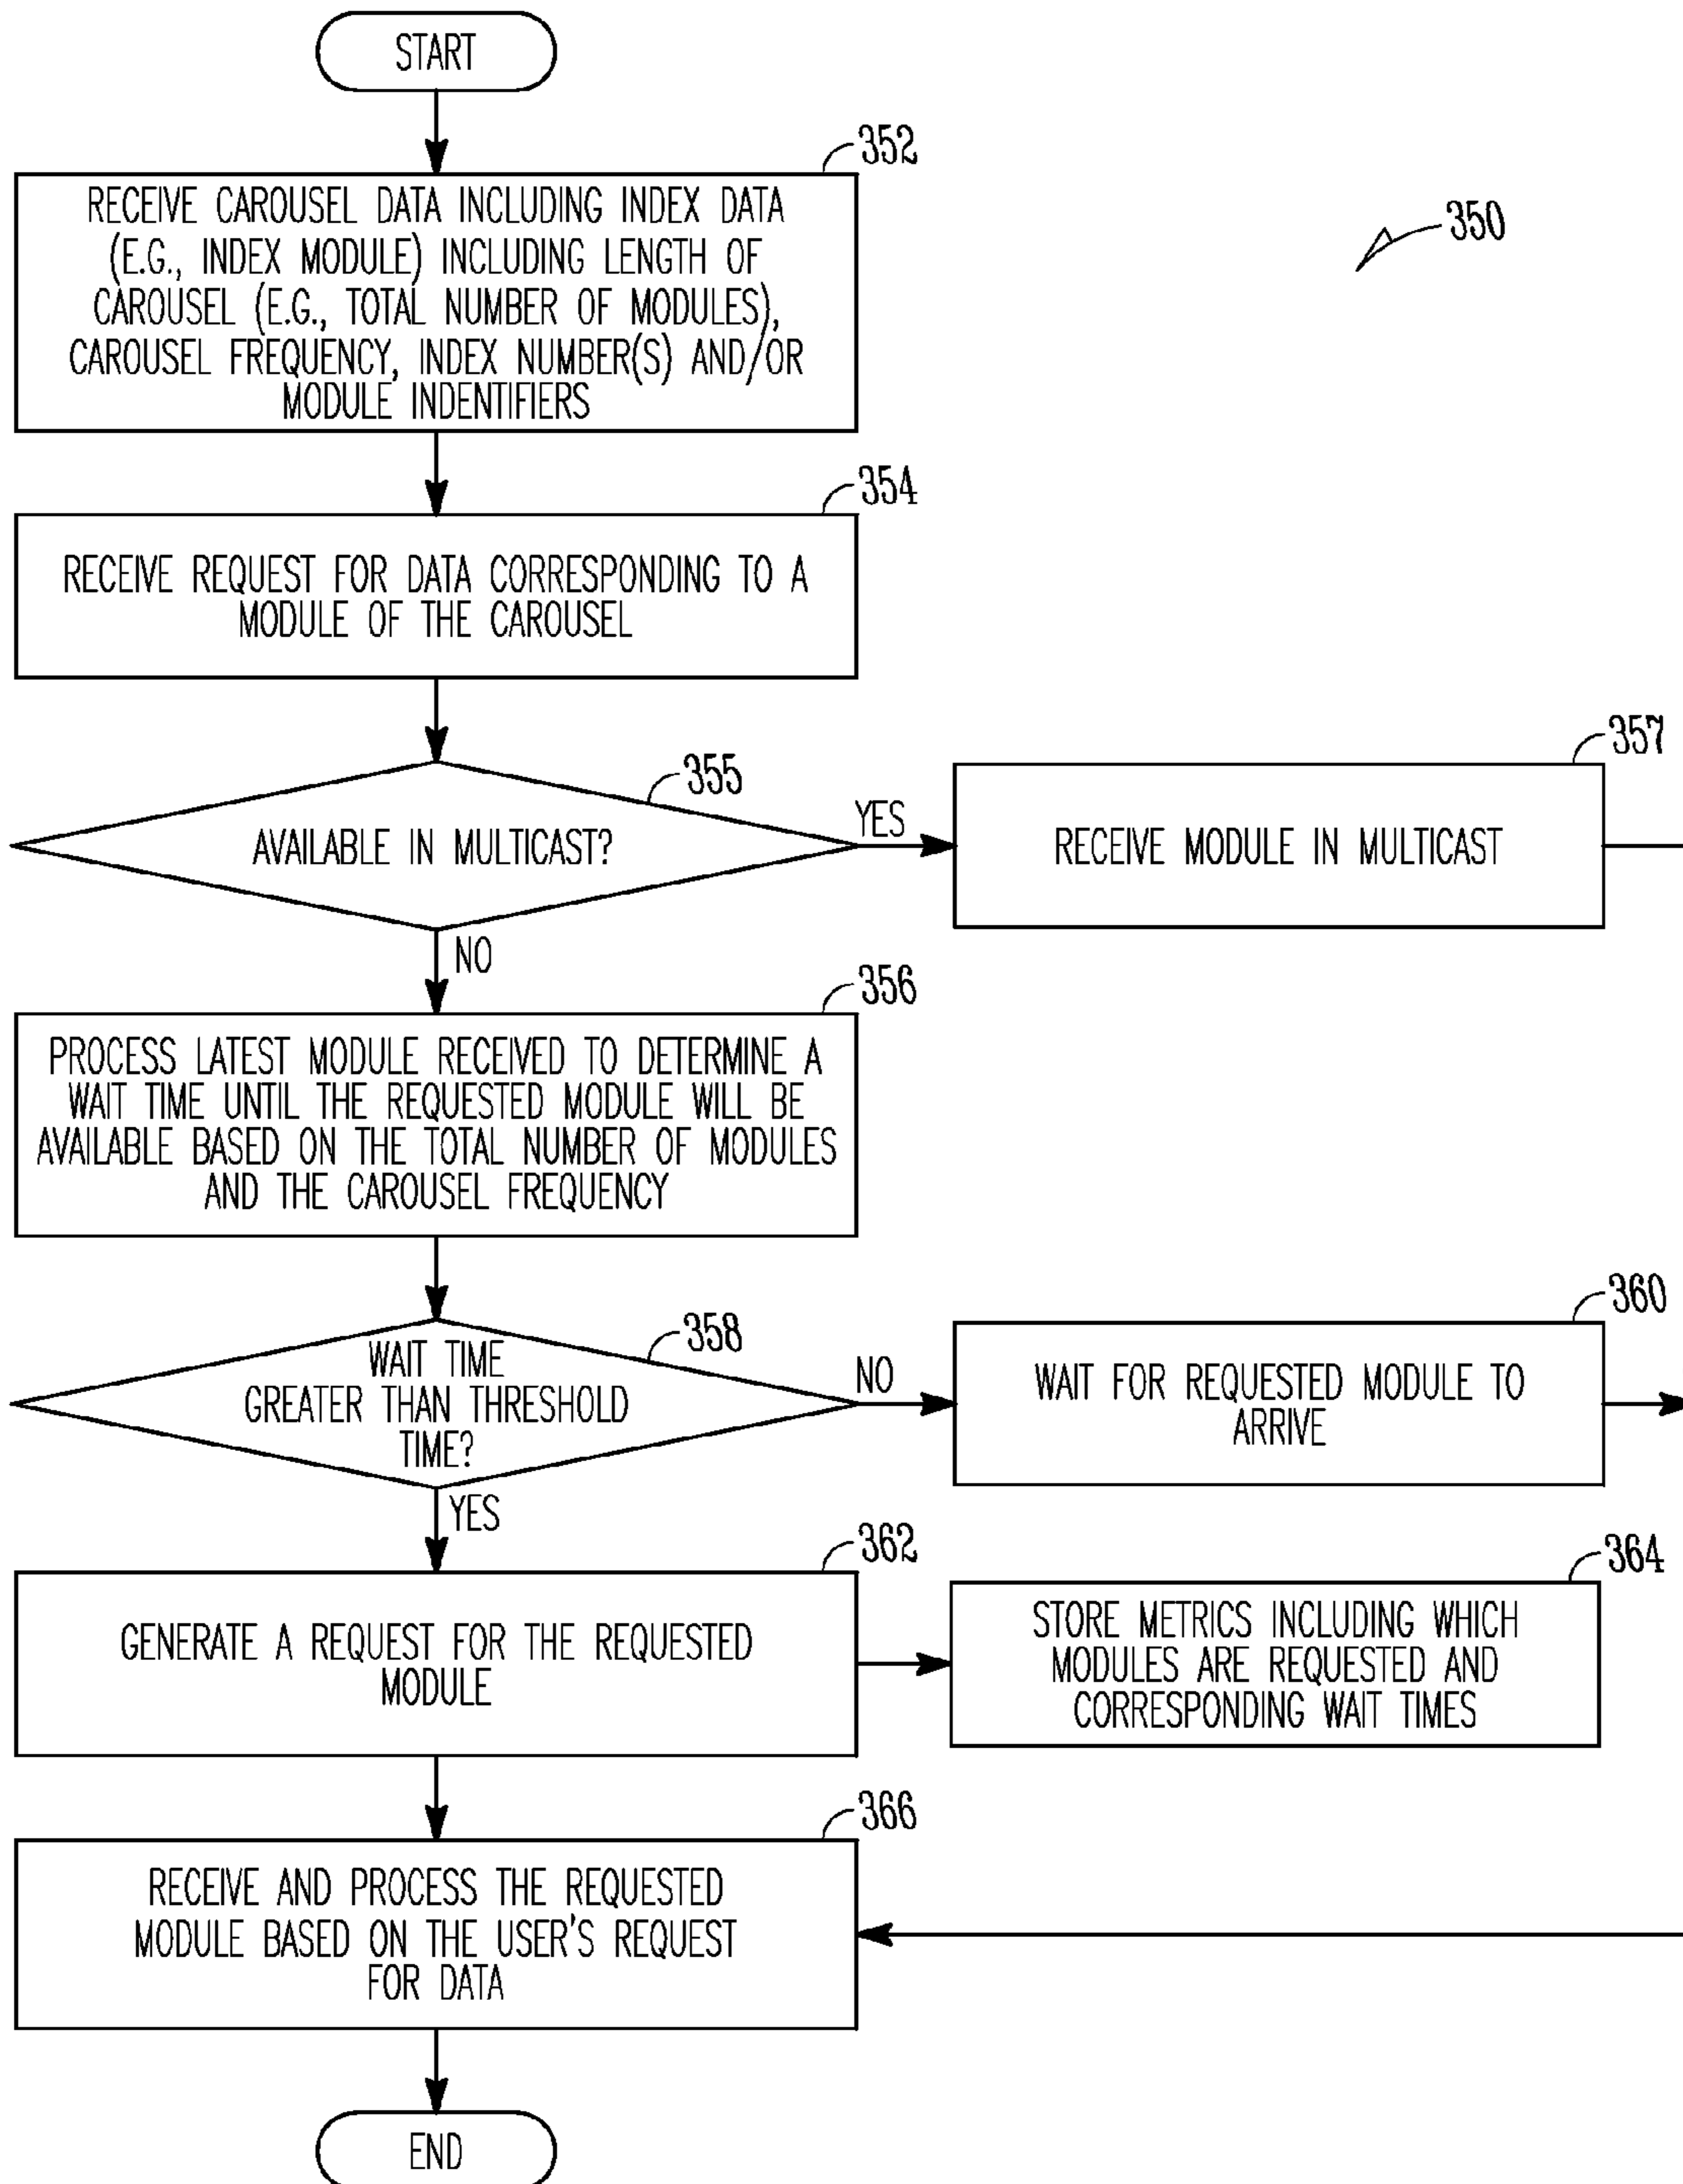 START
352
RECEIVE CAROUSEL DATA INCLUDING INDEX DATA
(E.G., INDEX MODULE) INCLUDING LENGTH OF
CAROUSEL (E.G., TOTAL NUMBER OF MODULES),
CAROUSEL FREQUENCY, INDEX NUMBER(S) AND/OR
MODULE INDENTIFIERS
350
354
RECEIVE REQUEST FOR DATA CORRESPONDING TO A
MODULE OF THE CAROUSEL
355
AVAILABLE IN MULTICAST?
YES
357
RECEIVE MODULE IN MULTICAST
NO
356
PROCESS LATEST MODULE RECEIVED TO DETERMINE A
WAIT TIME UNTIL THE REQUESTED MODULE WILL BE
AVAILABLE BASED ON THE TOTAL NUMBER OF MODULES
AND THE CAROUSEL FREQUENCY
358
WAIT TIME
GREATER THAN THRESHOLD
TIME?
NO
360
WAIT FOR REQUESTED MODULE TO
ARRIVE
YES
362
GENERATE A REQUEST FOR THE REQUESTED
MODULE
364
STORE METRICS INCLUDING WHICH
MODULES ARE REQUESTED AND
CORRESPONDING WAIT TIMES
366
RECEIVE AND PROCESS THE REQUESTED
MODULE BASED ON THE USER'S REQUEST
FOR DATA
END